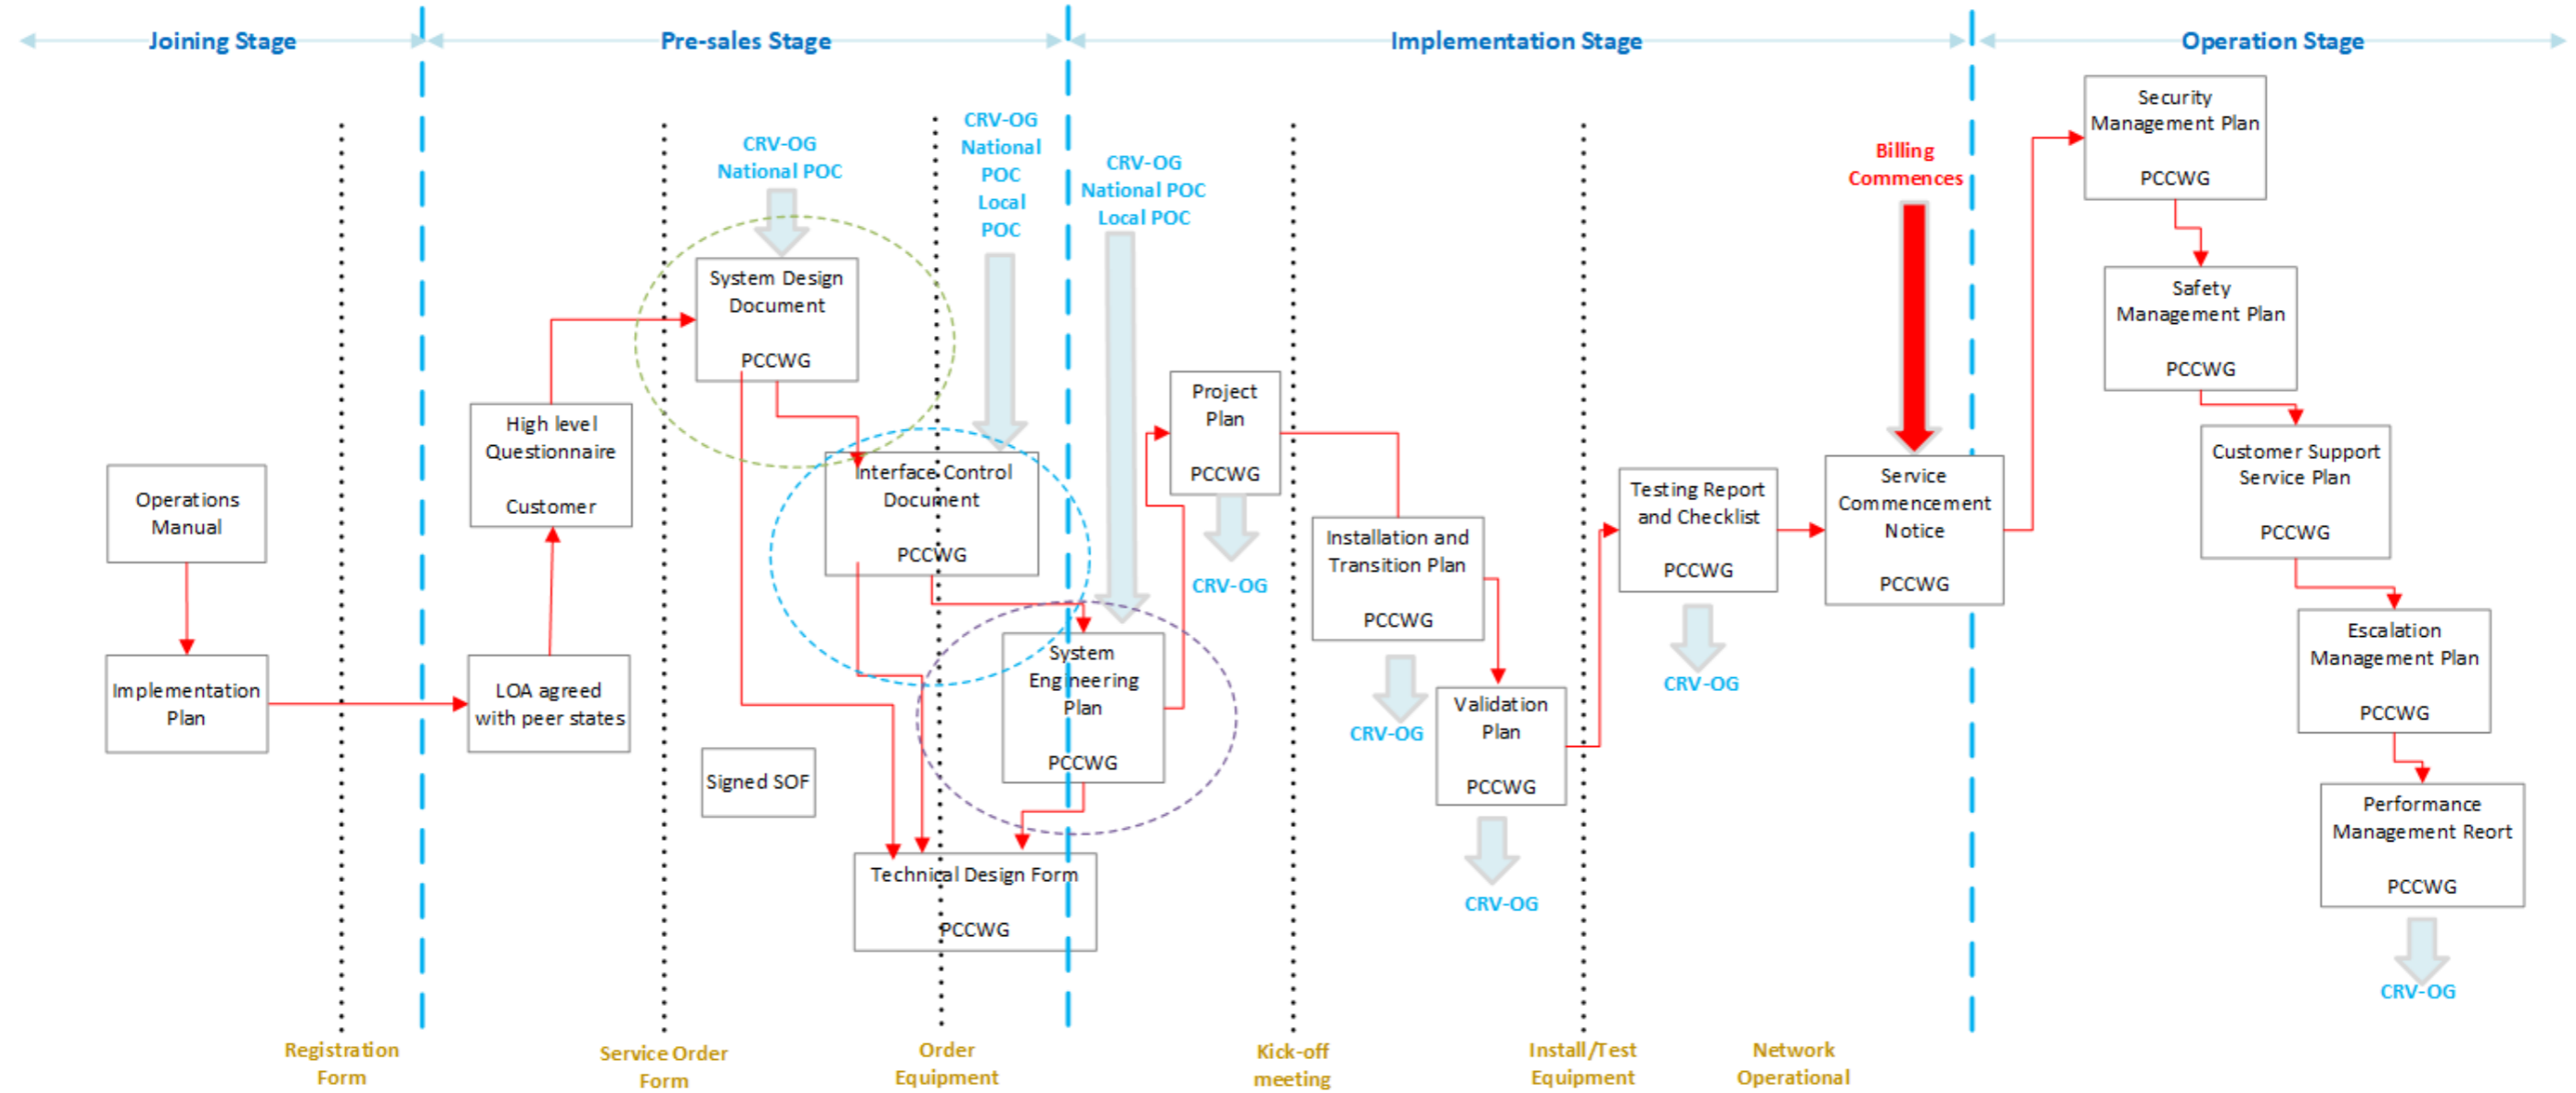 Joining Stage
Pre-sales Stage
Implementation Stage
Operation Stage
Operations
Manual
Implementation
Plan
Registration
Form
LOA agreed
with peer states
High level
Questionnaire
Customer
Service Order
Form
CRV-OG
National POC
System Design
Document
PCCWG
Signed SOF
CRV-OG
National
POC
Local
POC
Interface Control
Document
PCCWG
Order
Equipment
CRV-OG
National POC
Local POC
System
Engineering
Plan
PCCWG
Technical Design Form
PCCWG
Project
Plan
PCCWG
CRV-OG
Kick-off
meeting
Installation and
Transition Plan
PCCWG
CRV-OG
Validation
Plan
PCCWG
CRV-OG
Install/Test
Equipment
Testing Report
and Checklist
PCCWG
CRV-OG
Network
Operational
Billing
Commences
Service
Commencement
Notice
PCCWG
Security
Management Plan
PCCWG
Safety
Management Plan
PCCWG
Customer Support
Service Plan
PCCWG
Escalation
Management Plan
PCCWG
Performance
Management Reort
PCCWG
CRV-OG